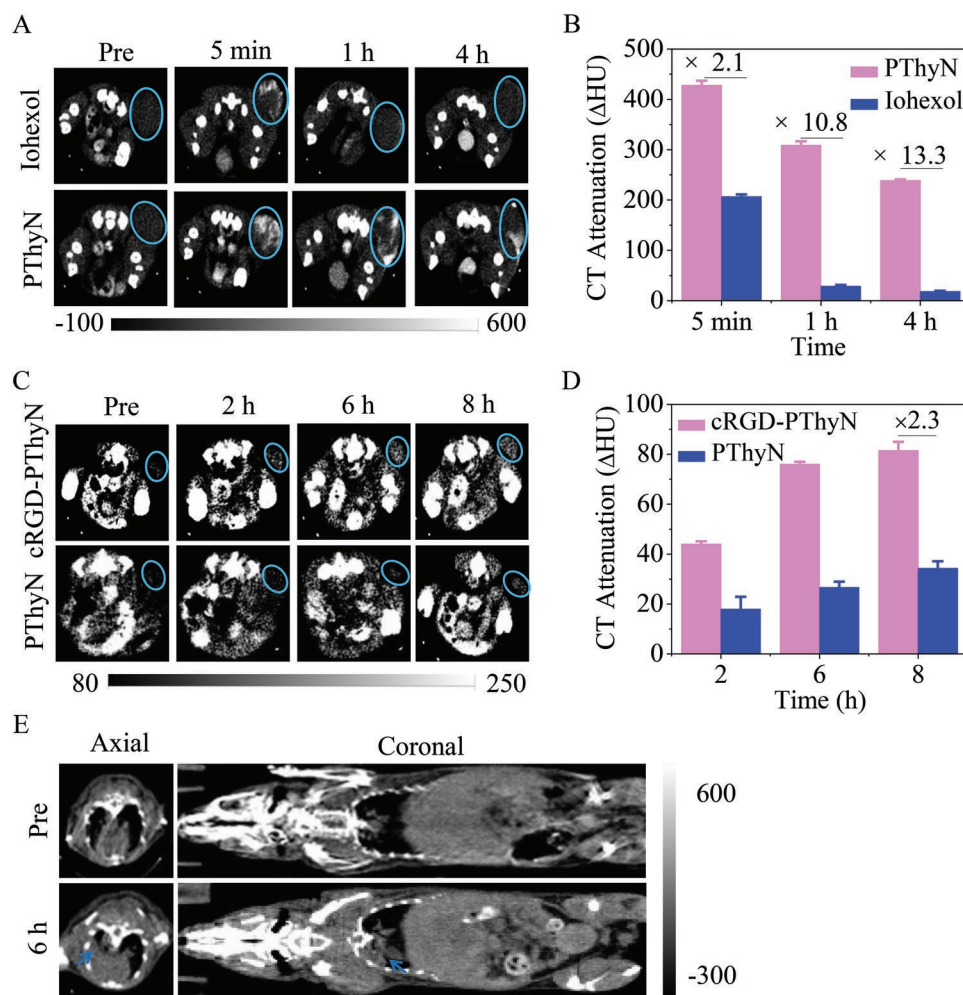 A
Pre 5 min 1 h 4 h
Iohexol
PThyN
-100 600
B
500
400
300
200
100
0
CT Attenuation (ΔHU)
PThyN
Iohexol
× 2.1
× 10.8
× 13.3
5 min 1 h 4 h
Time
C
Pre 2 h 6 h 8 h
cRGD-PThyN
PThyN
80 250
D
100
80
60
40
20
0
CT Attenuation (ΔHU)
cRGD-PThyN
PThyN
×2.3
2 6 8
Time (h)
E
Axial Coronal
Pre
6 h
600
-300